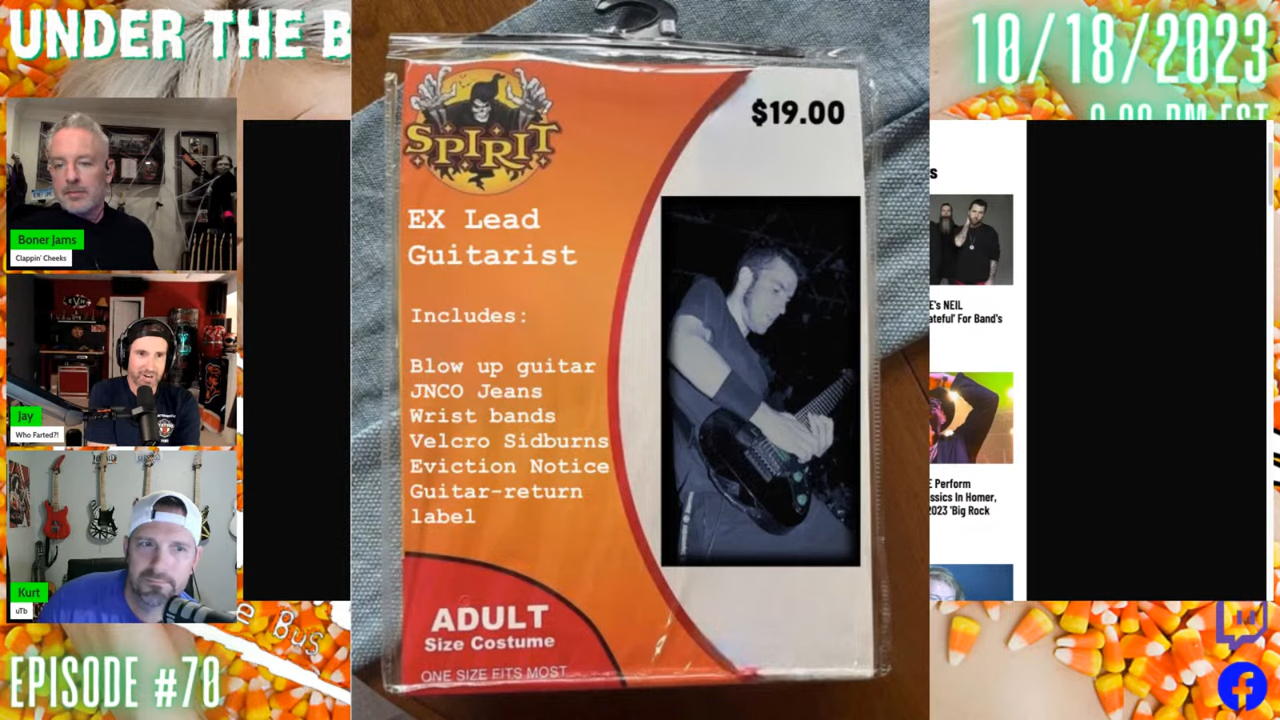 UNDER THE B
10/18/2023
Boner Jams
Clappin' Cheeks
Jay
Who Farted?!
Kurt
uTb
EPISODE #70
SPIRIT
$19.00
EX Lead
Guitarist
Includes:
Blow up guitar
JNCO Jeans
Wrist bands
Velcro Sidburns
Eviction Notice
Guitar-return
label
ADULT
Size Costume
ONE SIZE FITS MOST
s
E's NEIL
ateful' For Band's
E Perform
ssics In Homer,
2023 'Big Rock
e BuS